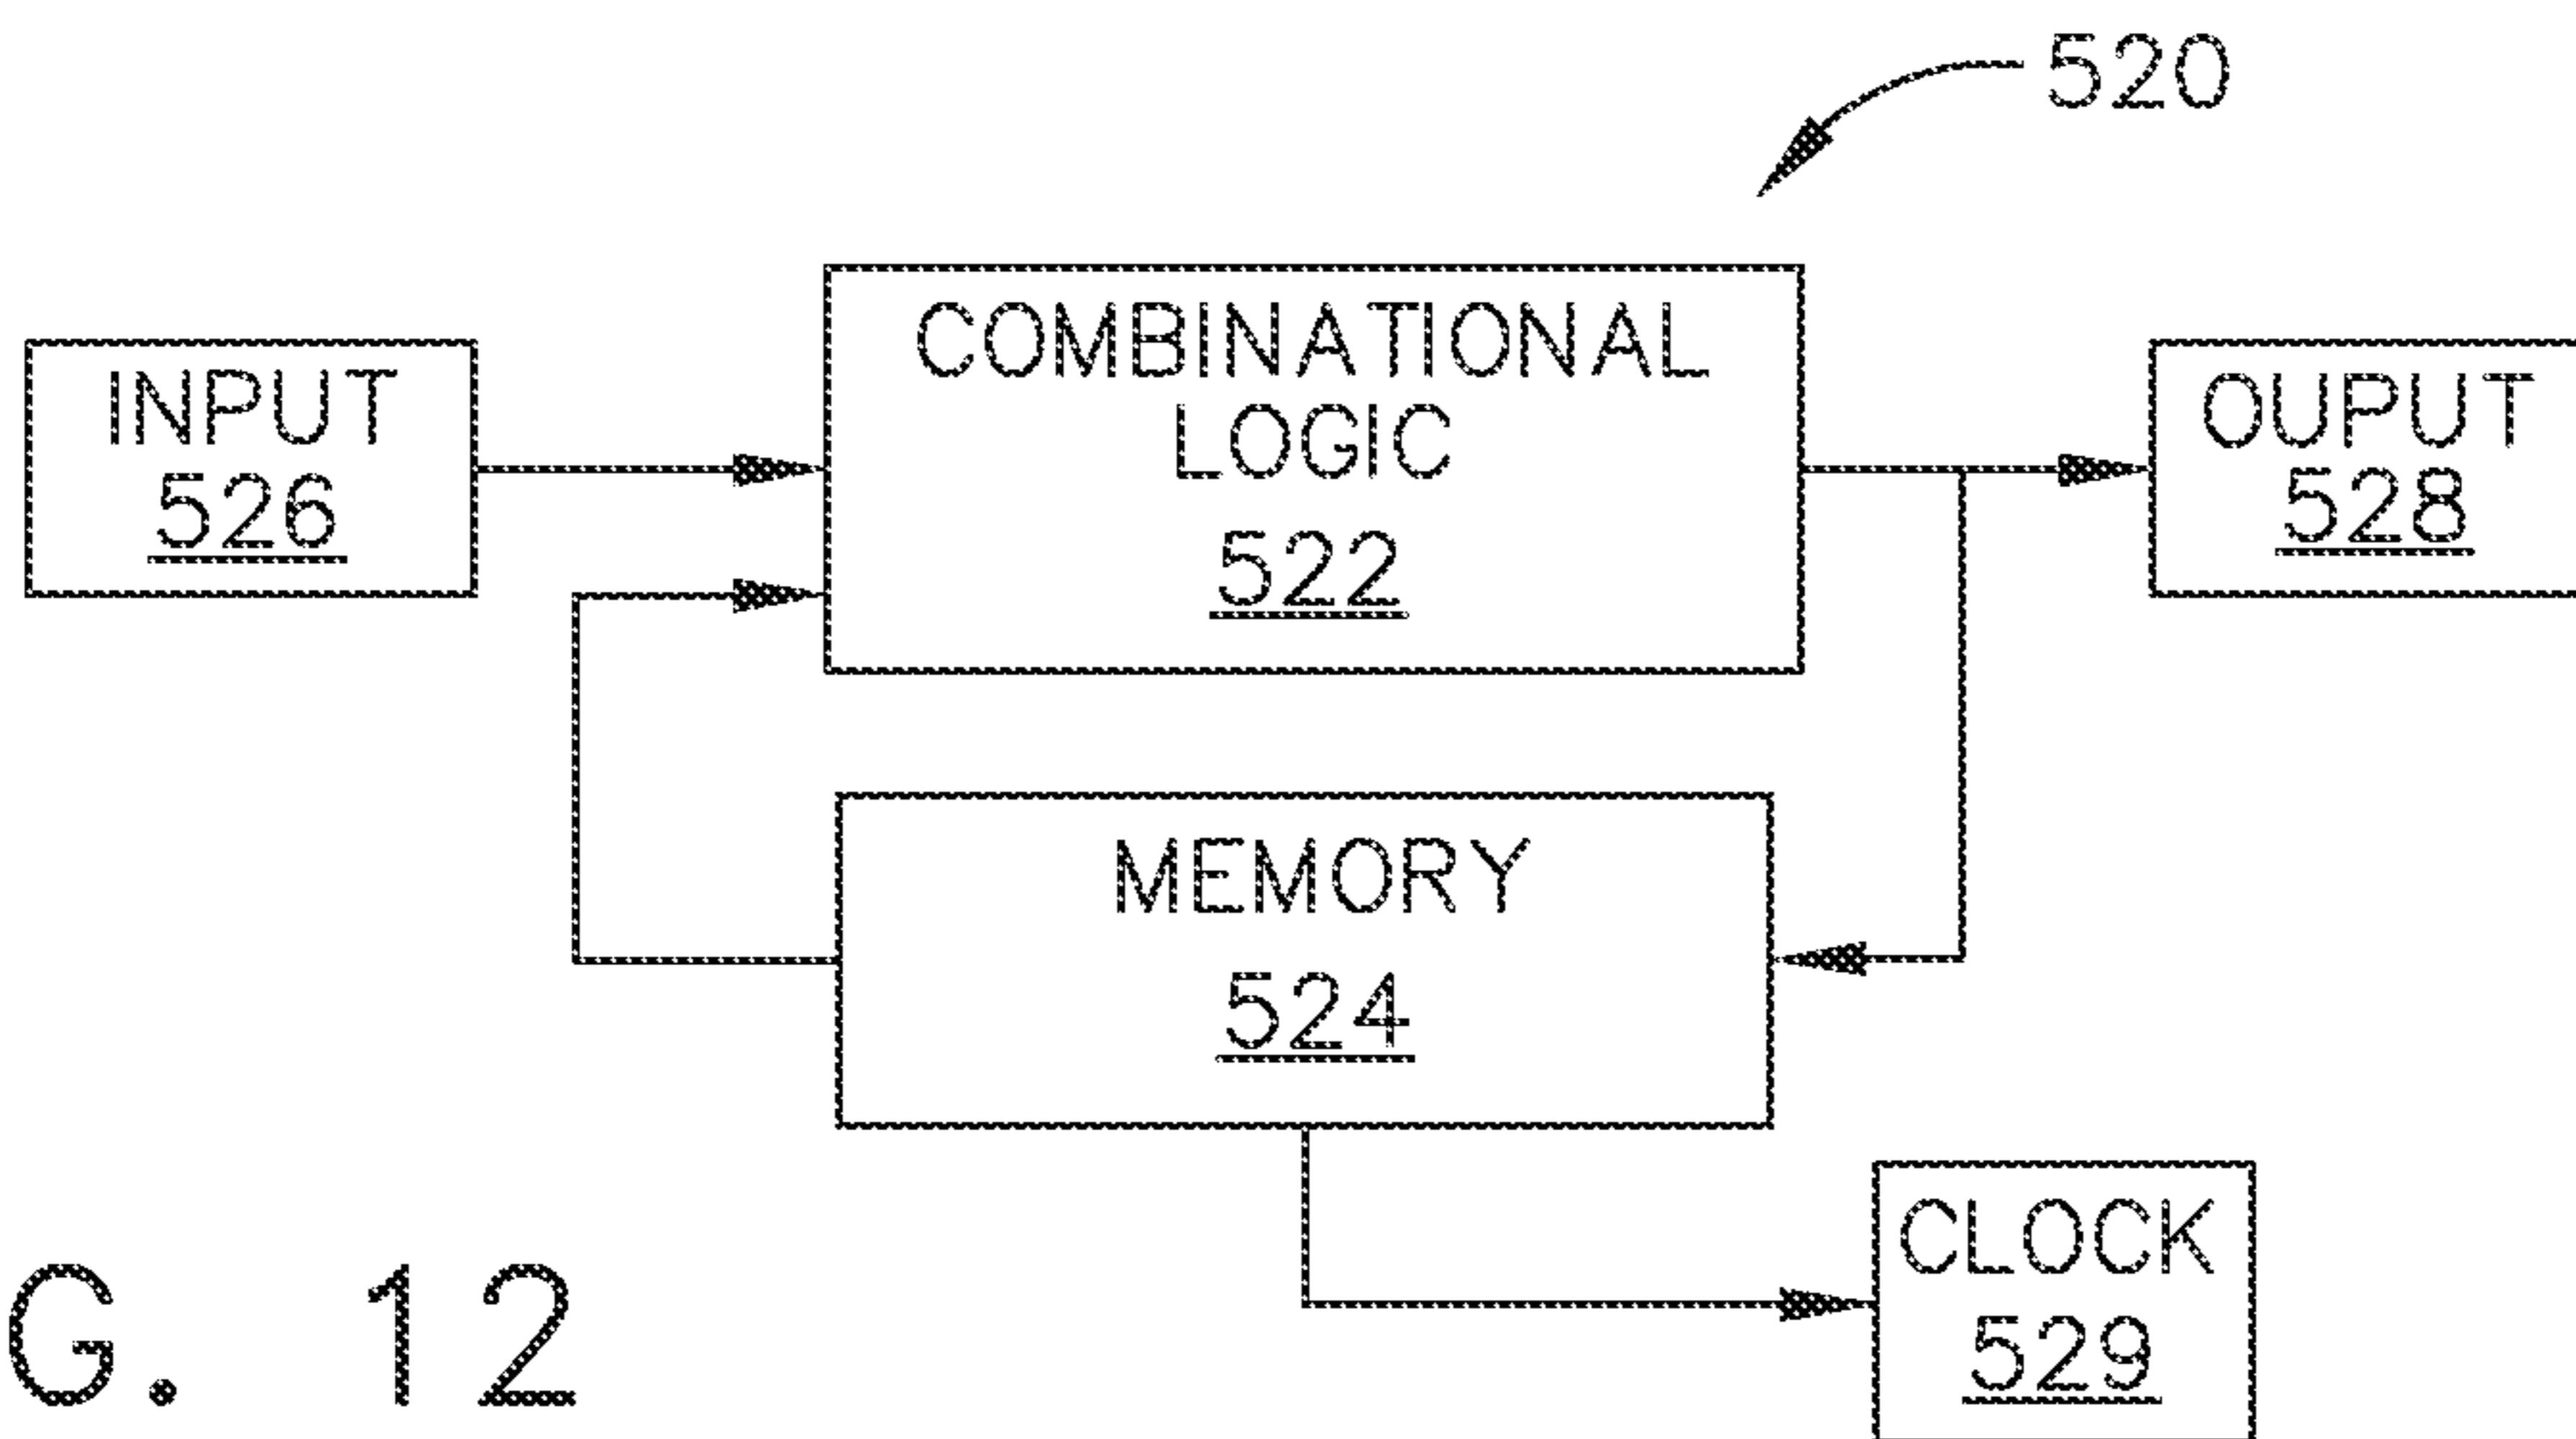 520
COMBINATIONAL
LOGIC
522
INPUT
526
OUPUT
528
MEMORY
524
CLOCK
529
G. 12